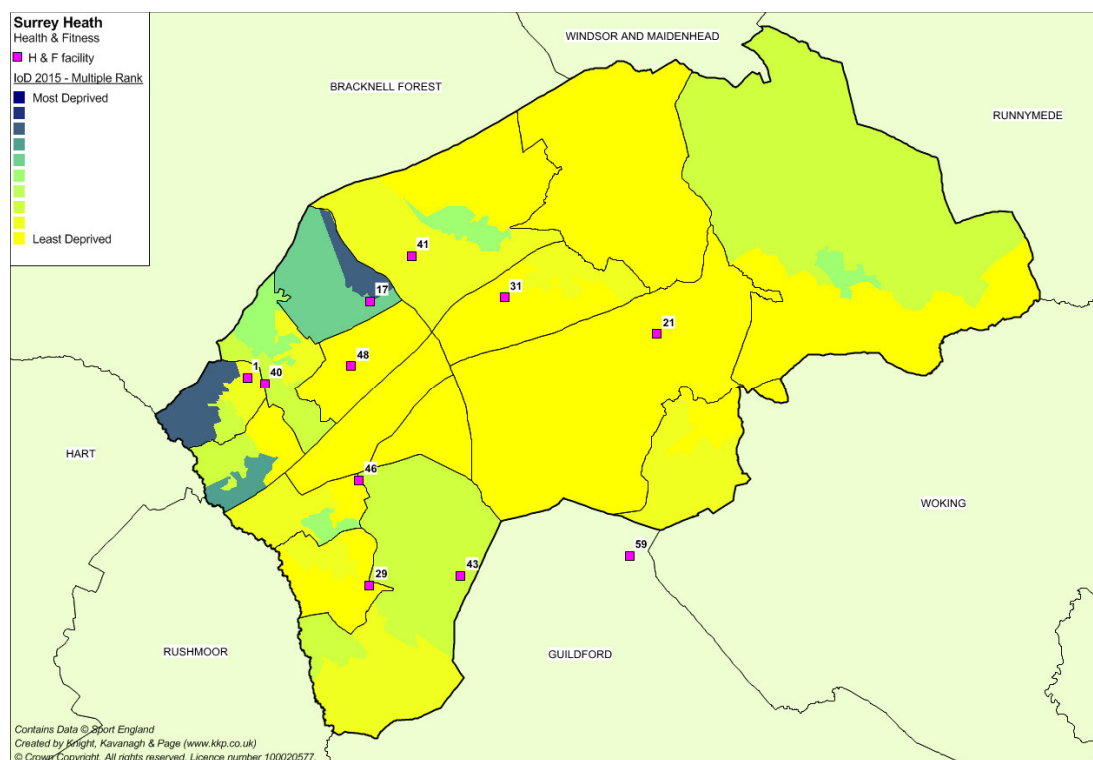 Surrey Heath
Health & Fitness
H & F facility
IoD 2015 - Multiple Rank
Most Deprived
Least Deprived
WINDSOR AND MAIDENHEAD
BRACKNELL FOREST
RUNNYMEDE
41
17
31
21
48
1
40
HART
46
WOKING
59
43
29
RUSHMOOR
GUILDFORD
Contains Data © Sport England
Created by Knight, Kavanagh & Page (www.kkp.co.uk)
© Crown Copyright. All rights reserved. Licence number 100020577.